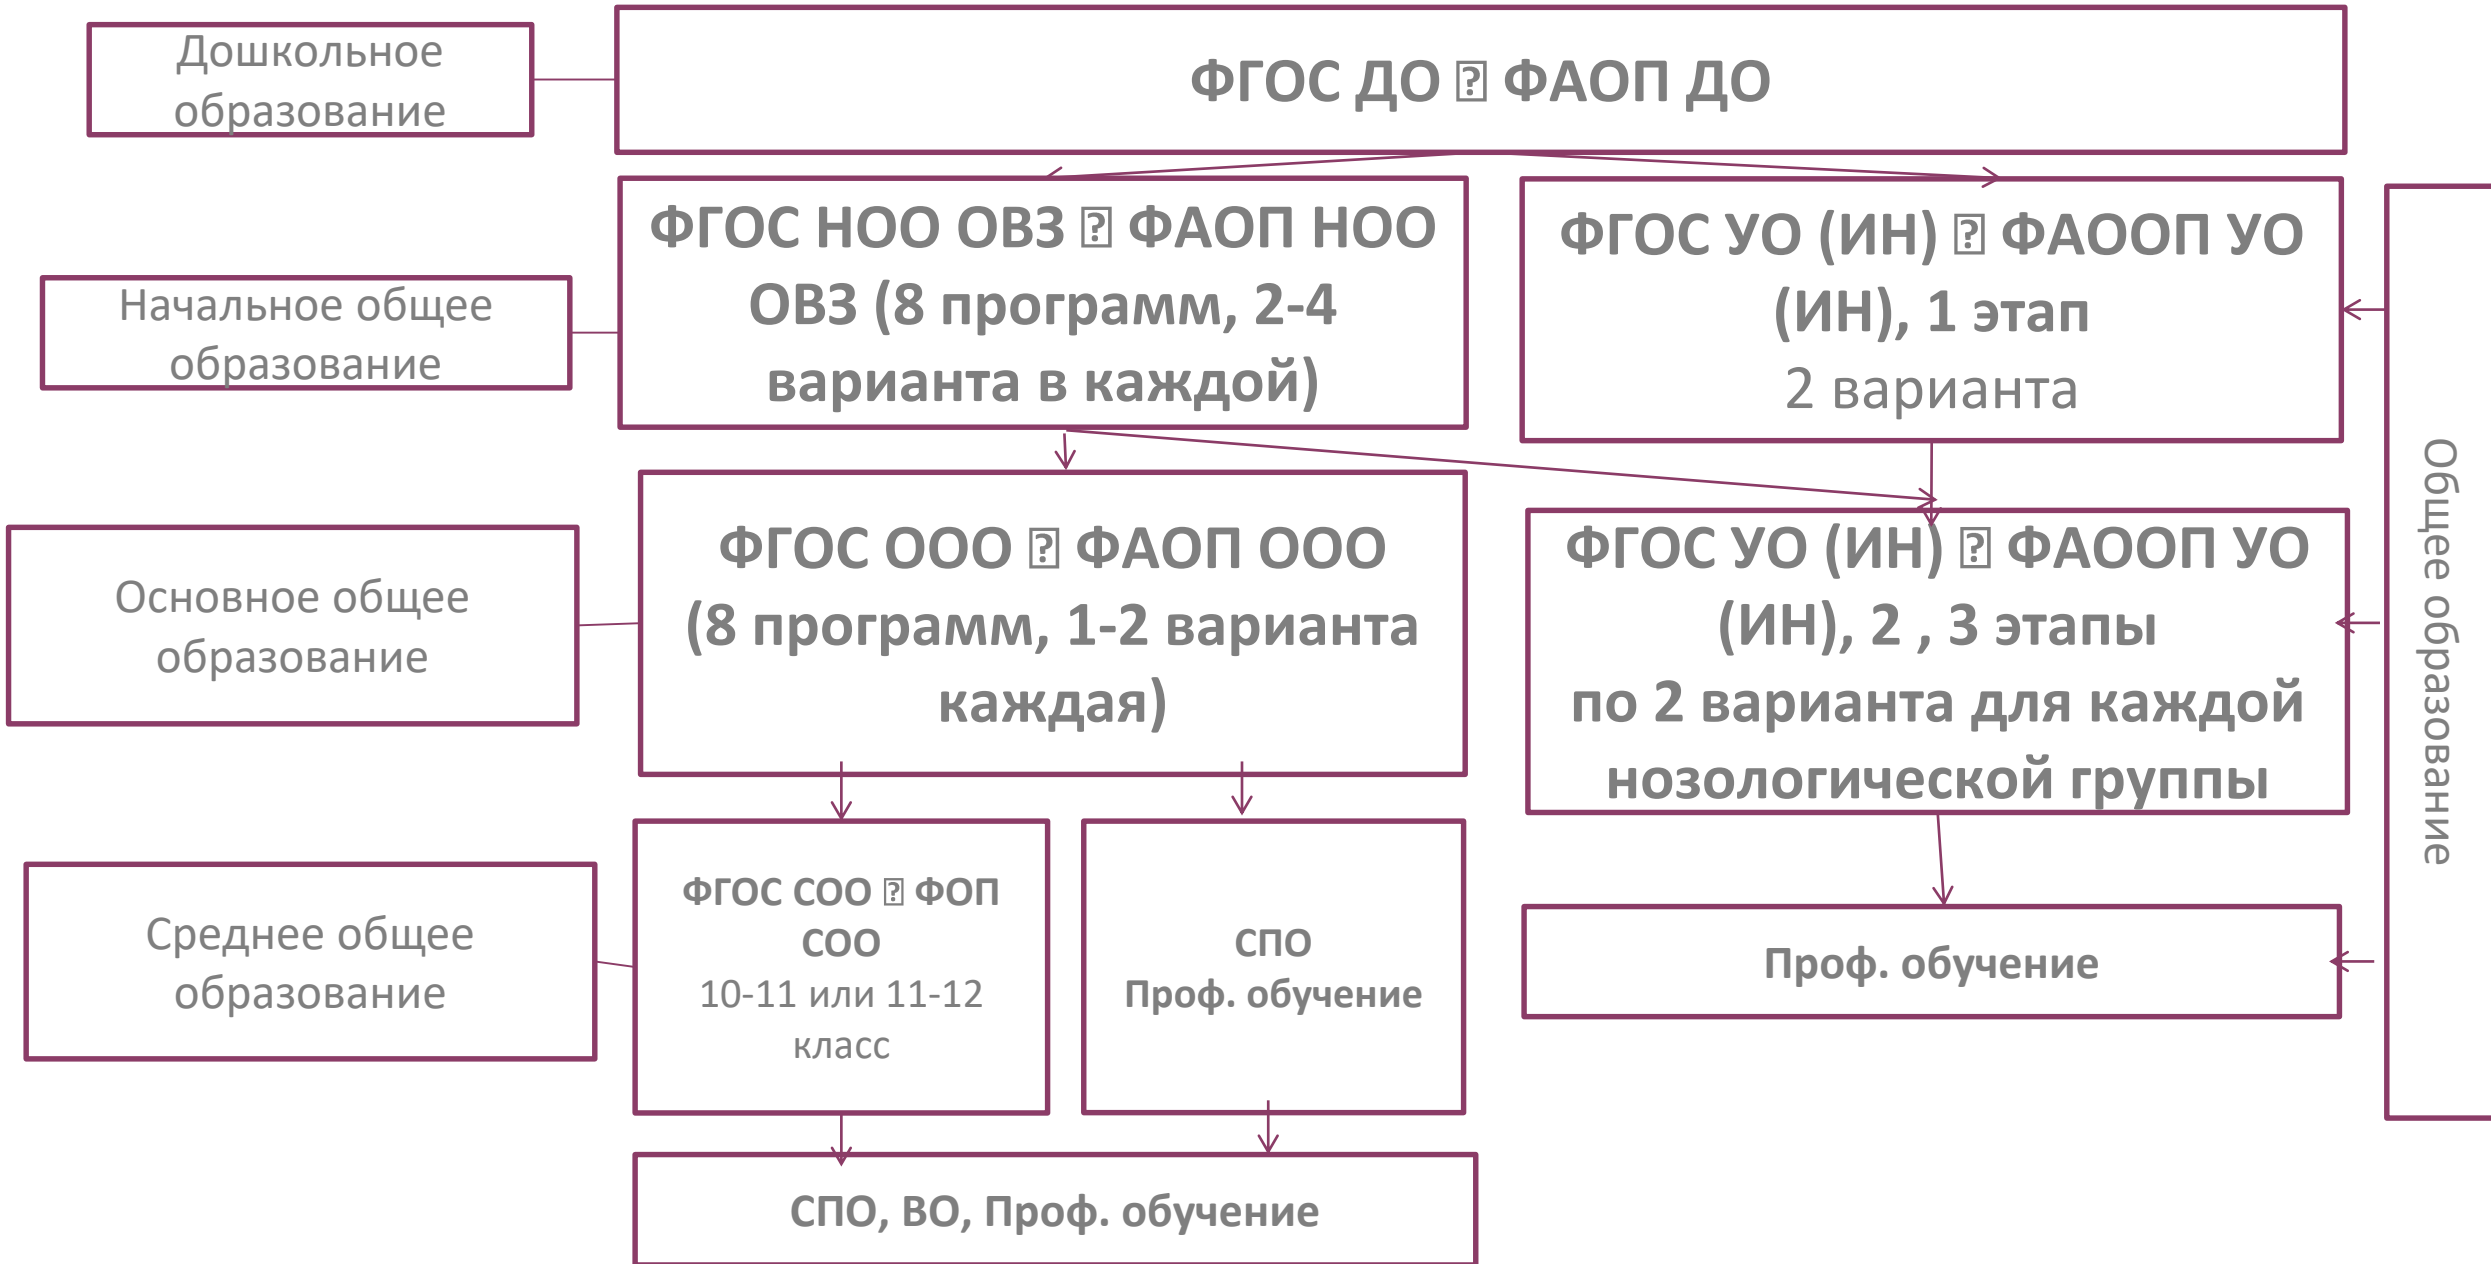 Дошкольное
образование
ФГОС ДО ⍰ ФАОП ДО
Начальное общее
образование
ФГОС НОО ОВЗ ⍰ ФАОП НОО
ОВЗ (8 программ, 2-4
варианта в каждой)
ФГОС УО (ИН) ⍰ ФАООП УО
(ИН), 1 этап
2 варианта
Общее образование
Основное общее
образование
ФГОС ООО ⍰ ФАОП ООО
(8 программ, 1-2 варианта
каждая)
ФГОС УО (ИН) ⍰ ФАООП УО
(ИН), 2 , 3 этапы
по 2 варианта для каждой
нозологической группы
Среднее общее
образование
ФГОС СОО ⍰ ФОП
СОО
10-11 или 11-12
класс
СПО
Проф. обучение
Проф. обучение
СПО, ВО, Проф. обучение